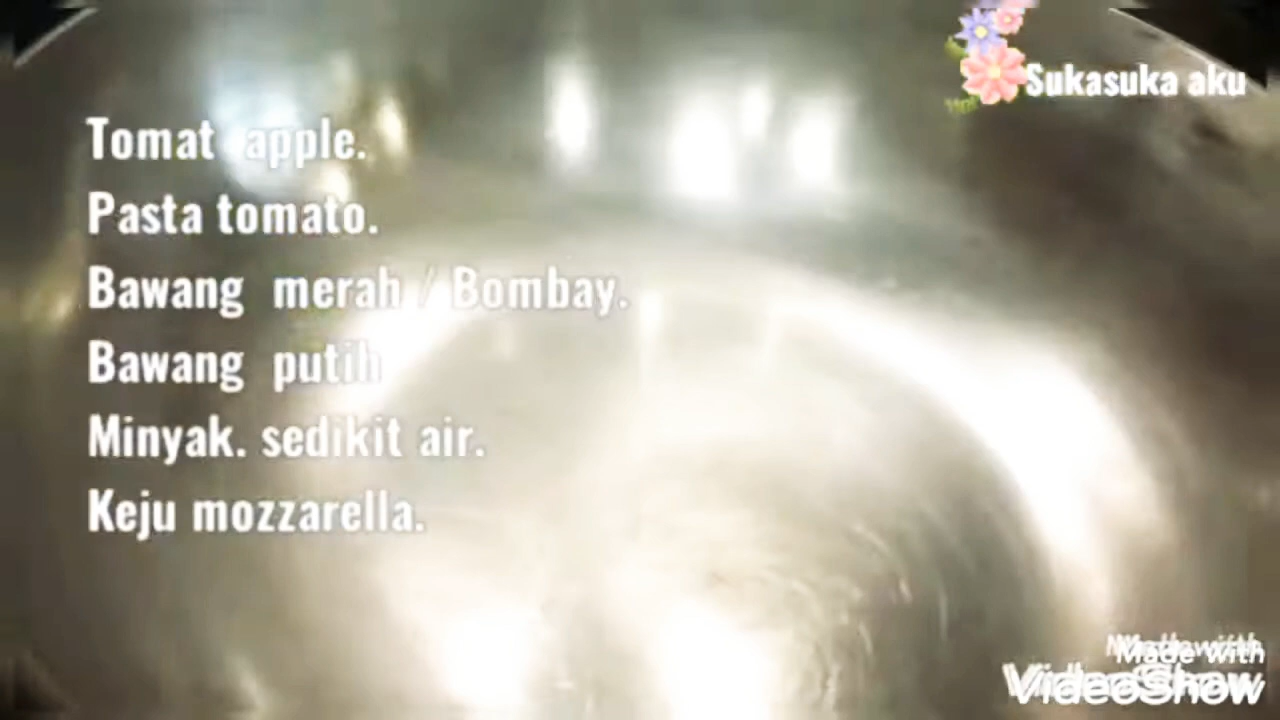 Sukasuka aku
Tomat apple.
Pasta tomato.
Bawang merah / Bombay.
Bawang putih
Minyak. sedikit air.
Keju mozzarella.
Made with
VideoShow